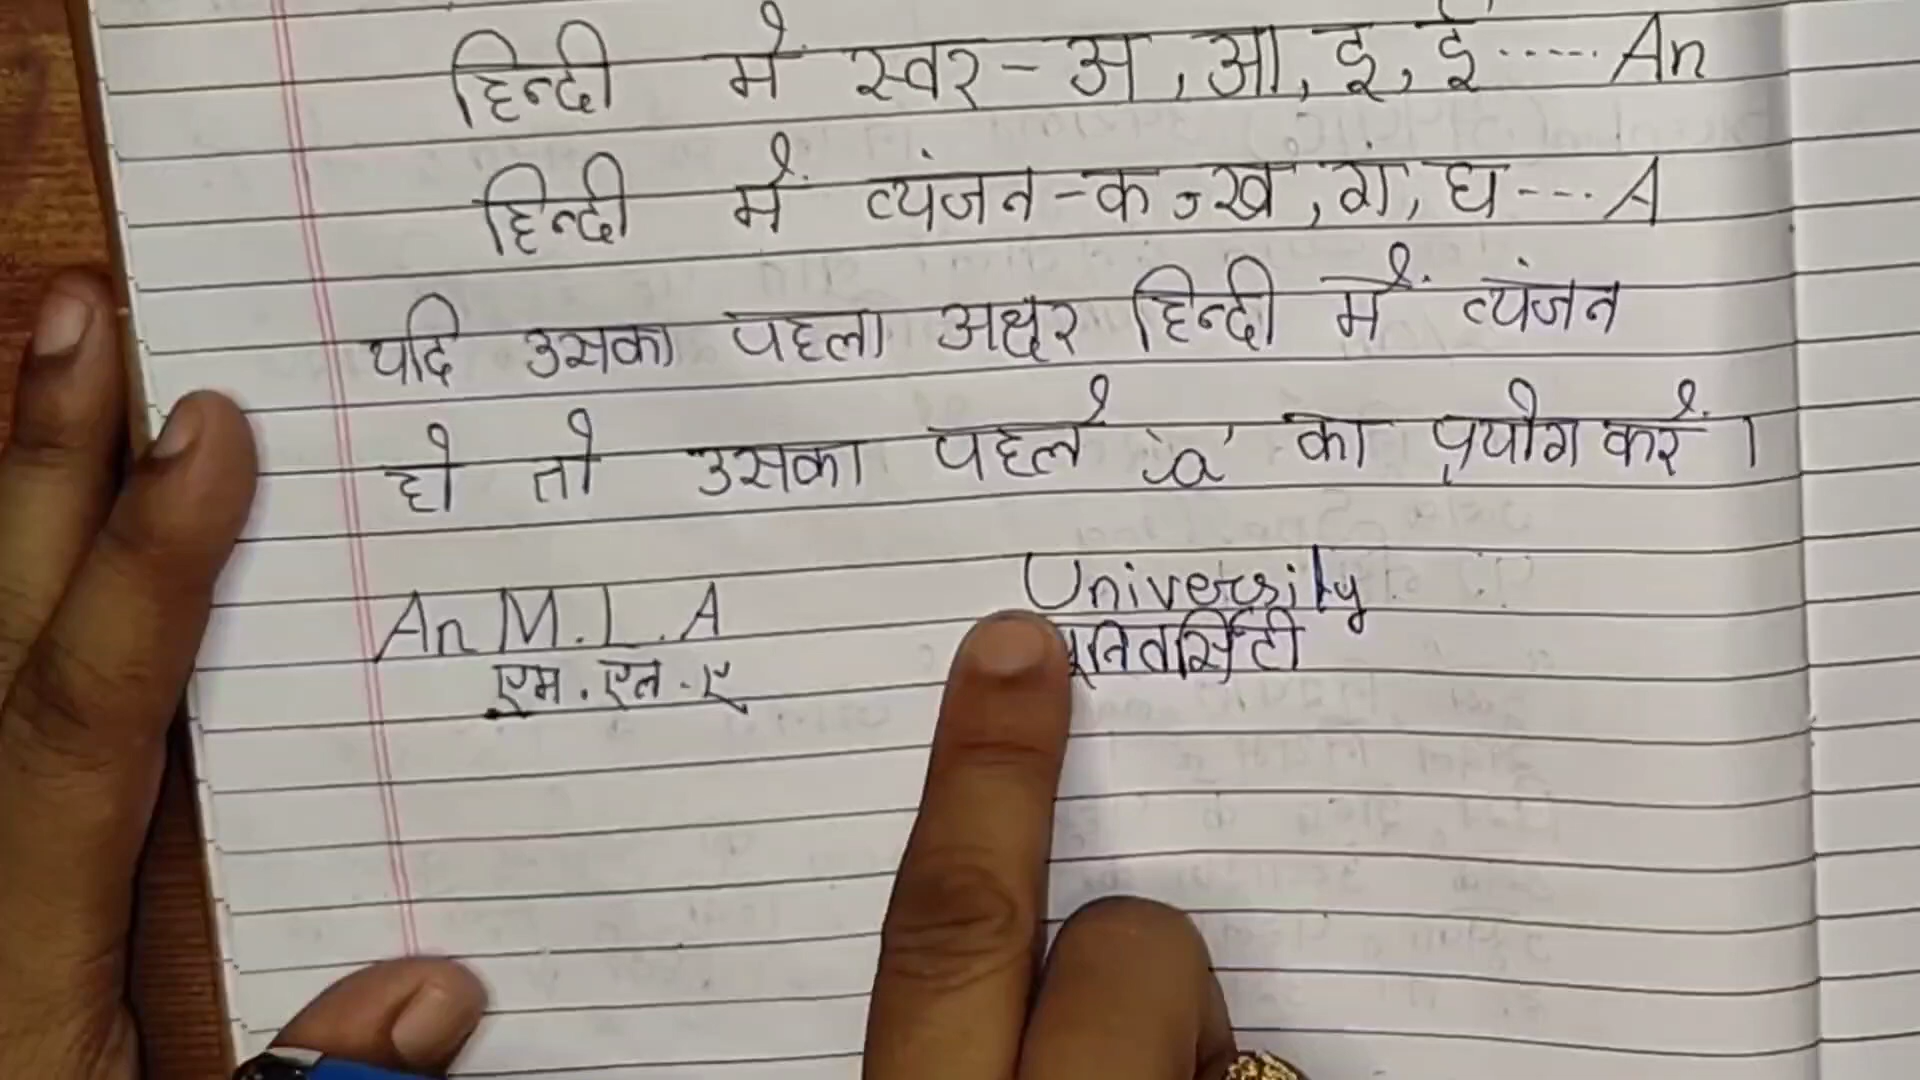 हिन्दी में स्वर - अ, आ, इ, ई ----- An
हिन्दी में व्यंजन - क, ख, ग, घ --- A
यदि उसका पहला अक्षर हिन्दी में व्यंजन
हो तो उसका पहले 'a' का प्रयोग करें ।
An M.L.A University
एम.एल.ए